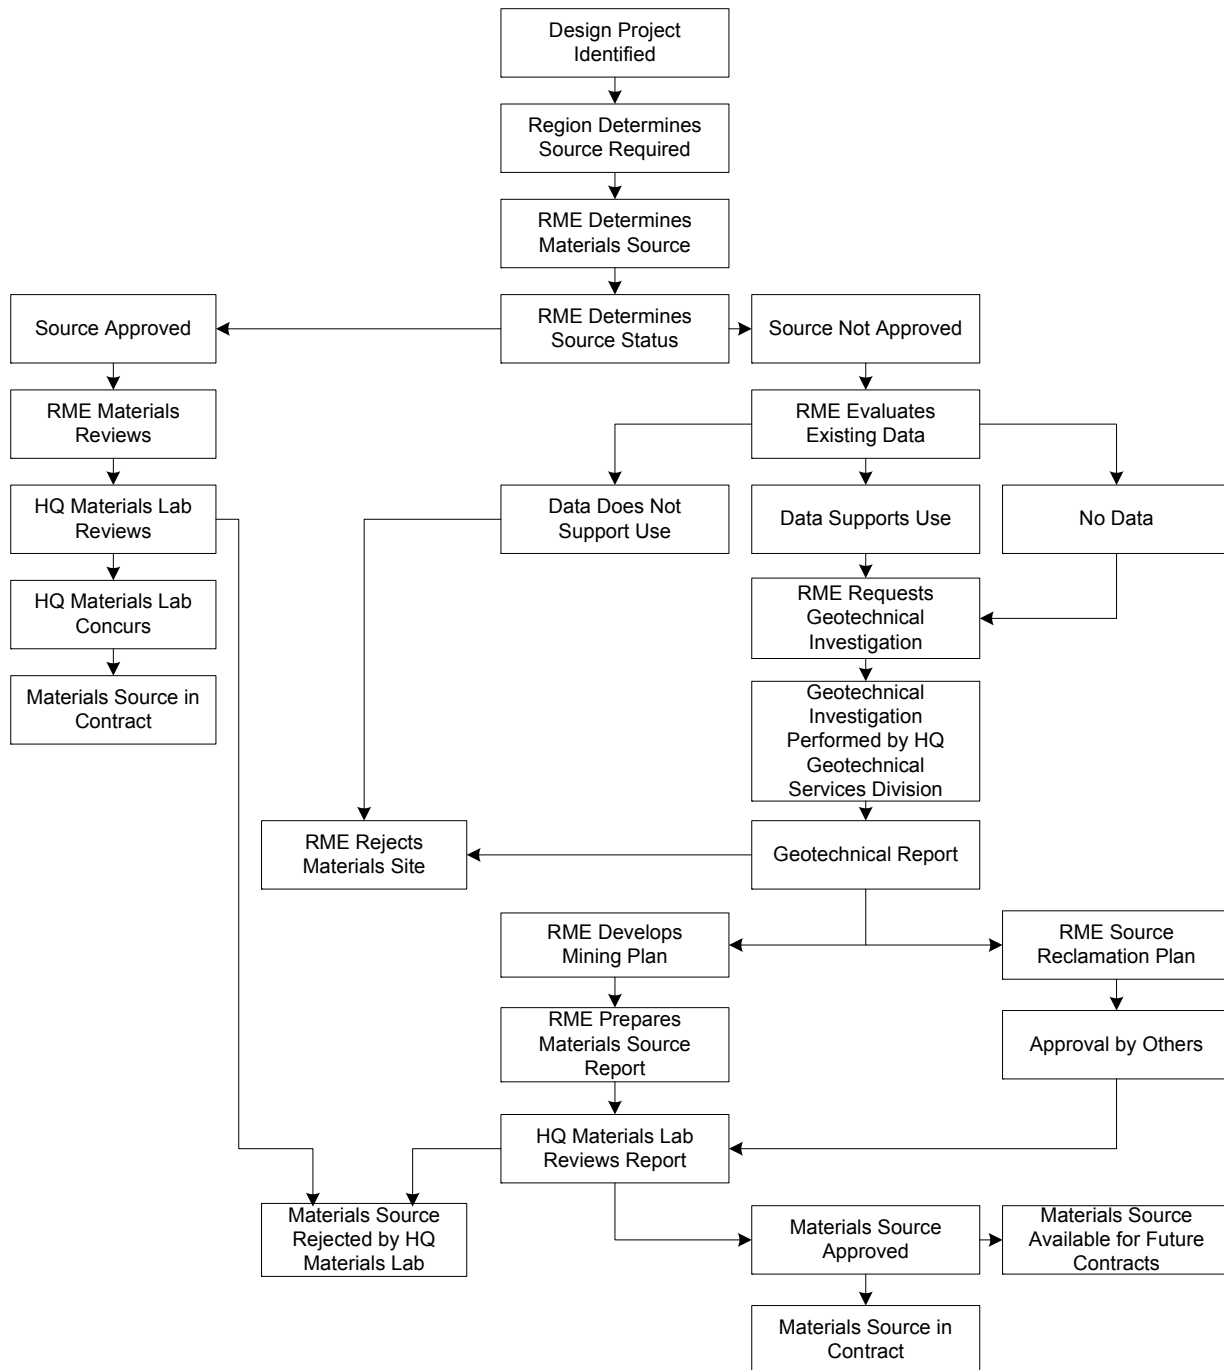 Design Project
Identified
Region Determines
Source Required
RME Determines
Materials Source
Source Approved
RME Determines
Source Status
Source Not Approved
RME Materials
Reviews
RME Evaluates
Existing Data
HQ Materials Lab
Reviews
Data Does Not
Support Use
Data Supports Use
No Data
HQ Materials Lab
Concurs
RME Requests
Geotechnical
Investigation
Materials Source in
Contract
Geotechnical
Investigation
Performed by HQ
Geotechnical
Services Division
RME Rejects
Materials Site
Geotechnical Report
RME Develops
Mining Plan
RME Source
Reclamation Plan
RME Prepares
Materials Source
Report
Approval by Others
HQ Materials Lab
Reviews Report
Materials Source
Rejected by HQ
Materials Lab
Materials Source
Approved
Materials Source
Available for Future
Contracts
Materials Source in
Contract